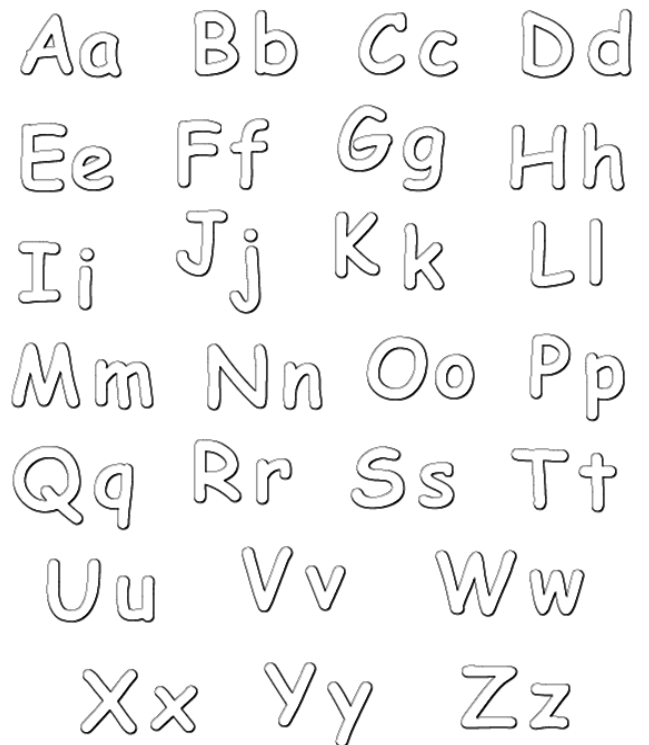 Aa Bb Cc Dd
Ee Ff Gg Hh
Ii Jj Kk Ll
Mm Nn Oo Pp
Qq Rr Ss Tt
Uu Vv Ww
Xx Yy Zz